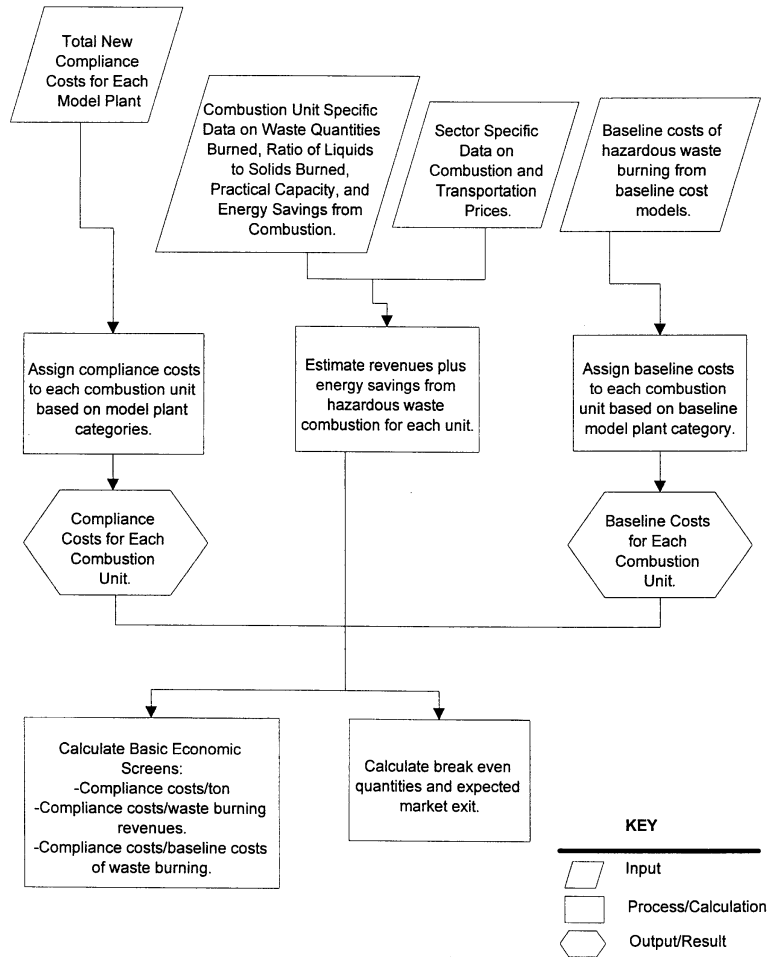 Total New
Compliance
Costs for Each
Model Plant
Combustion Unit Specific
Data on Waste Quantities
Burned, Ratio of Liquids
to Solids Burned,
Practical Capacity, and
Energy Savings from
Combustion.
Sector Specific
Data on
Combustion and
Transportation
Prices.
Baseline costs of
hazardous waste
burning from
baseline cost
models.
Assign compliance costs
to each combustion unit
based on model plant
categories.
Estimate revenues plus
energy savings from
hazardous waste
combustion for each unit.
Assign baseline costs
to each combustion
unit based on baseline
model plant category.
Compliance
Costs for Each
Combustion
Unit.
Baseline Costs
for Each
Combustion
Unit.
Calculate Basic Economic
Screens:
-Compliance costs/ton
-Compliance costs/waste burning
revenues.
-Compliance costs/baseline costs
of waste burning.
Calculate break even
quantities and expected
market exit.
KEY
Input
Process/Calculation
Output/Result